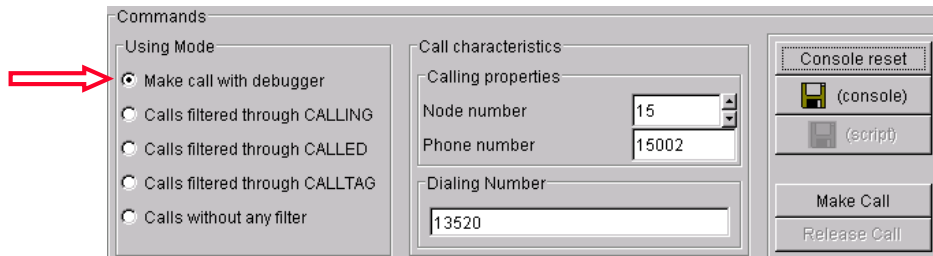 Commands
Using Mode
Make call with debugger
Calls filtered through CALLING
Calls filtered through CALLED
Calls filtered through CALLTAG
Calls without any filter
Call characteristics
Calling properties
Node number 15
Phone number 15002
Dialing Number
13520
Console reset
(console)
(script)
Make Call
Release Call